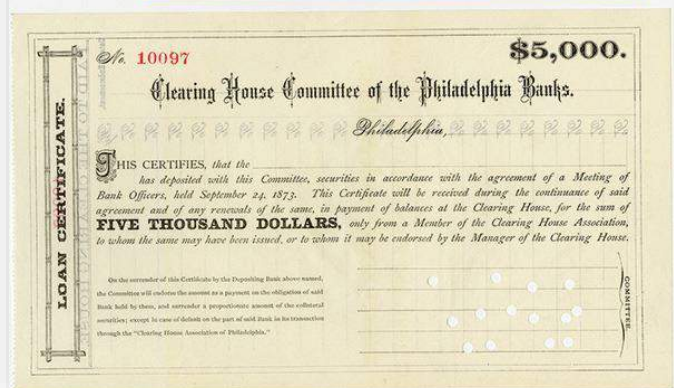 No. 10097
$5,000.
Clearing House Committee of the Philadelphia Banks.
Philadelphia,
THIS CERTIFIES, that the
has deposited with this Committee, securities in accordance with the agreement of a Meeting of
Bank Officers, held September 24, 1873. This Certificate will be received during the continuance of said
agreement and of any renewals of the same, in payment of balances at the Clearing House, for the sum of
FIVE THOUSAND DOLLARS, only from a Member of the Clearing House Association,
to whom the same may have been issued, or to whom it may be endorsed by the Manager of the Clearing House.
LOAN CERTIFICATE.
On the surrender of this Certificate by the Depositing Bank above named,
the Committee will endorse the amount as a payment on the obligation of said
Bank held by them, and surrender a proportionate amount of the collateral
securities; except in case of default on the part of said Bank in its transaction
through the "Clearing House Association of Philadelphia."
COMMITTEE.